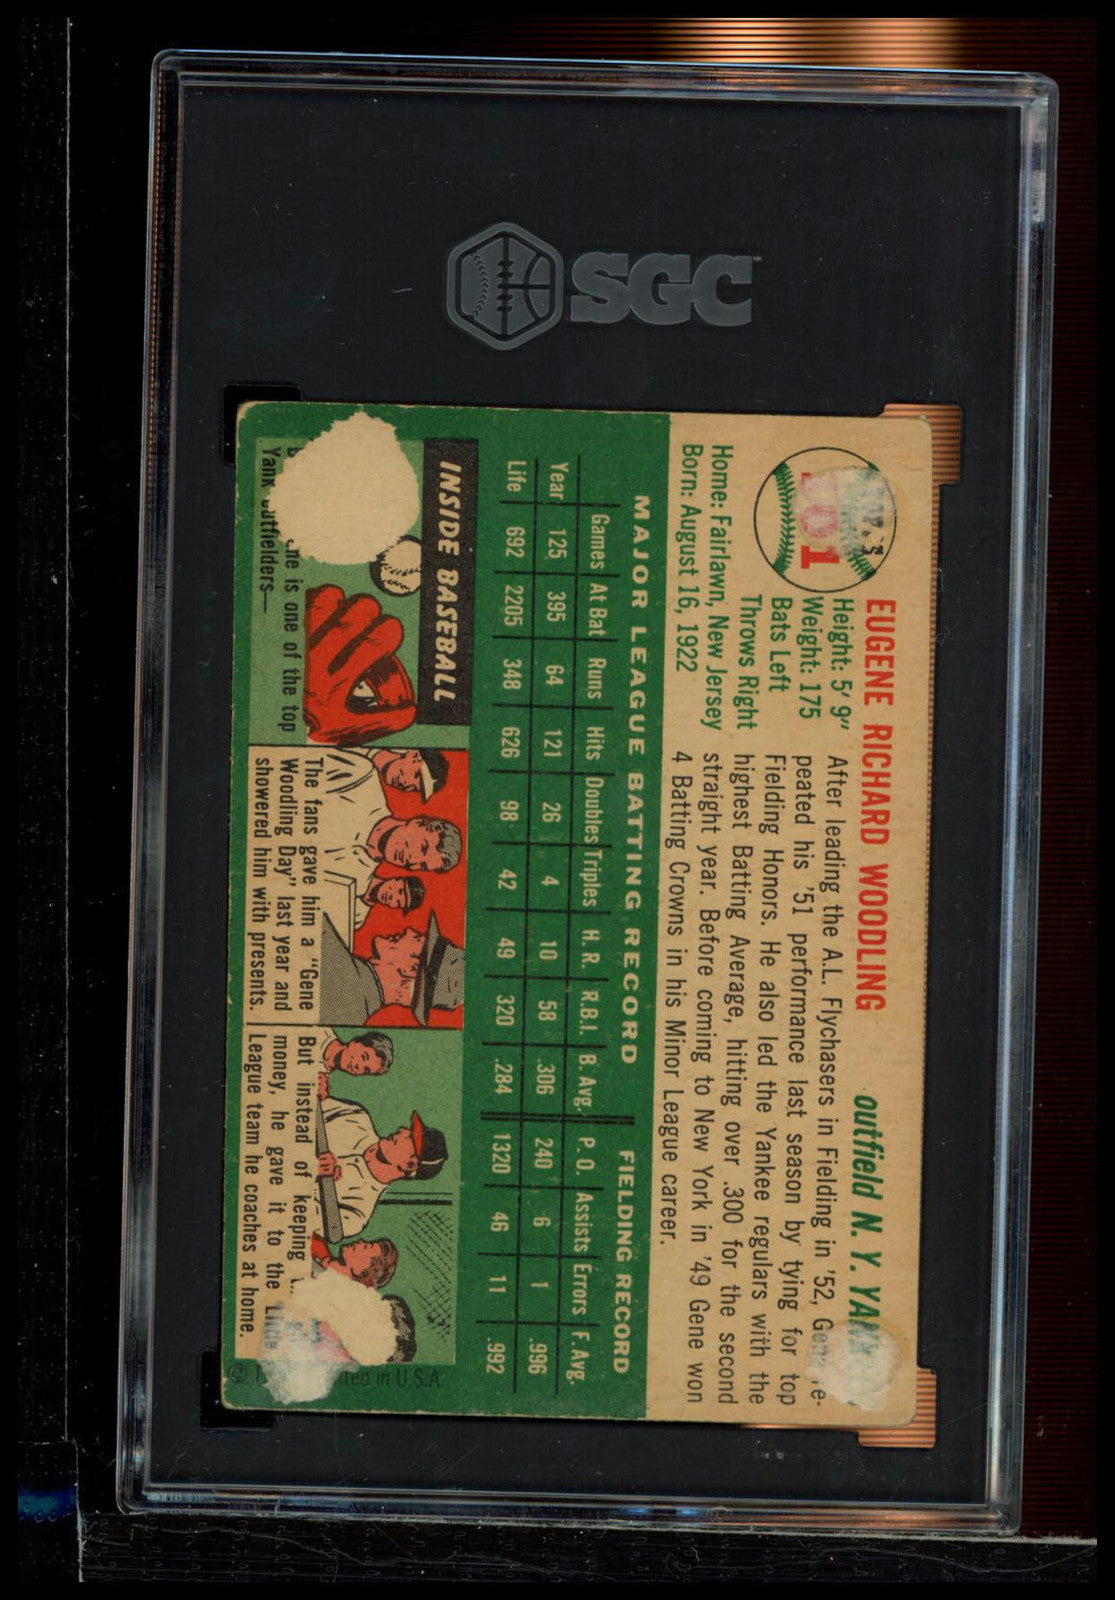 SGC
101
EUGENE RICHARD WOODLING
outfield N. Y.
Height: 5' 9"
Weight: 175
Bats Left
Throws Right
Home: Fairlawn, New Jersey
Born: August 16, 1922
After leading the A.L. Flychasers in Fielding in '52, Gene re-
peated his '51 performance last season by tying for top
Fielding Honors. He also led the Yankee regulars with the
highest Batting Average, hitting over .300 for the second
straight year. Before coming to New York in '49 Gene won
4 Batting Crowns in his Minor League career.
MAJOR LEAGUE BATTING RECORD FIELDING RECORD
Games At Bat Runs Hits Doubles Triples H. R. R.B.I. B. Avg. P. O. Assists Errors F. Avg.
Year 125 395 64 121 26 4 10 58 .306 240 6 1 .996
Life 692 2205 348 626 98 42 49 320 .284 1320 46 11 .992
INSIDE BASEBALL
ne is one of the top
Yank outfielders—
The fans gave him a "Gene
Woodling Day" last year and
showered him with presents.
But instead of keeping
money, he gave it to the Little
League team he coaches at home.
ted in U.S.A.